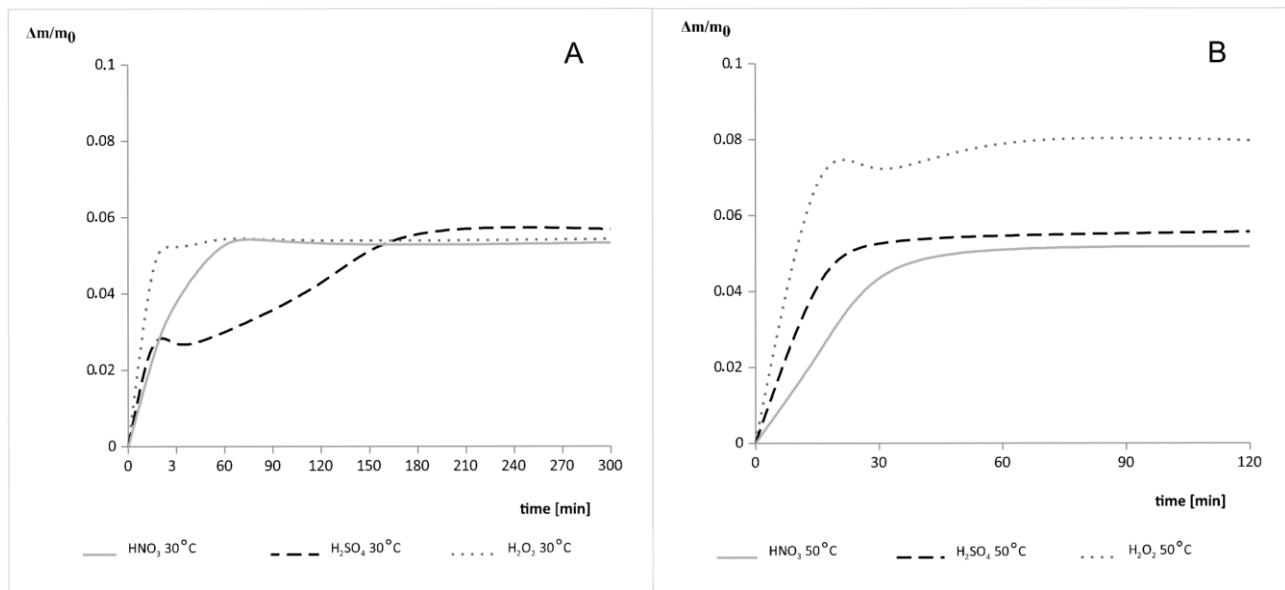 Δm/m₀
A
0.1
0.08
0.06
0.04
0.02
0
0 3 60 90 120 150 180 210 240 270 300
time [min]
HNO₃ 30°C H₂SO₄ 30°C H₂O₂ 30°C
Δm/m₀
B
0.1
0.08
0.06
0.04
0.02
0
0 30 60 90 120
time [min]
HNO₃ 50°C H₂SO₄ 50°C H₂O₂ 50°C